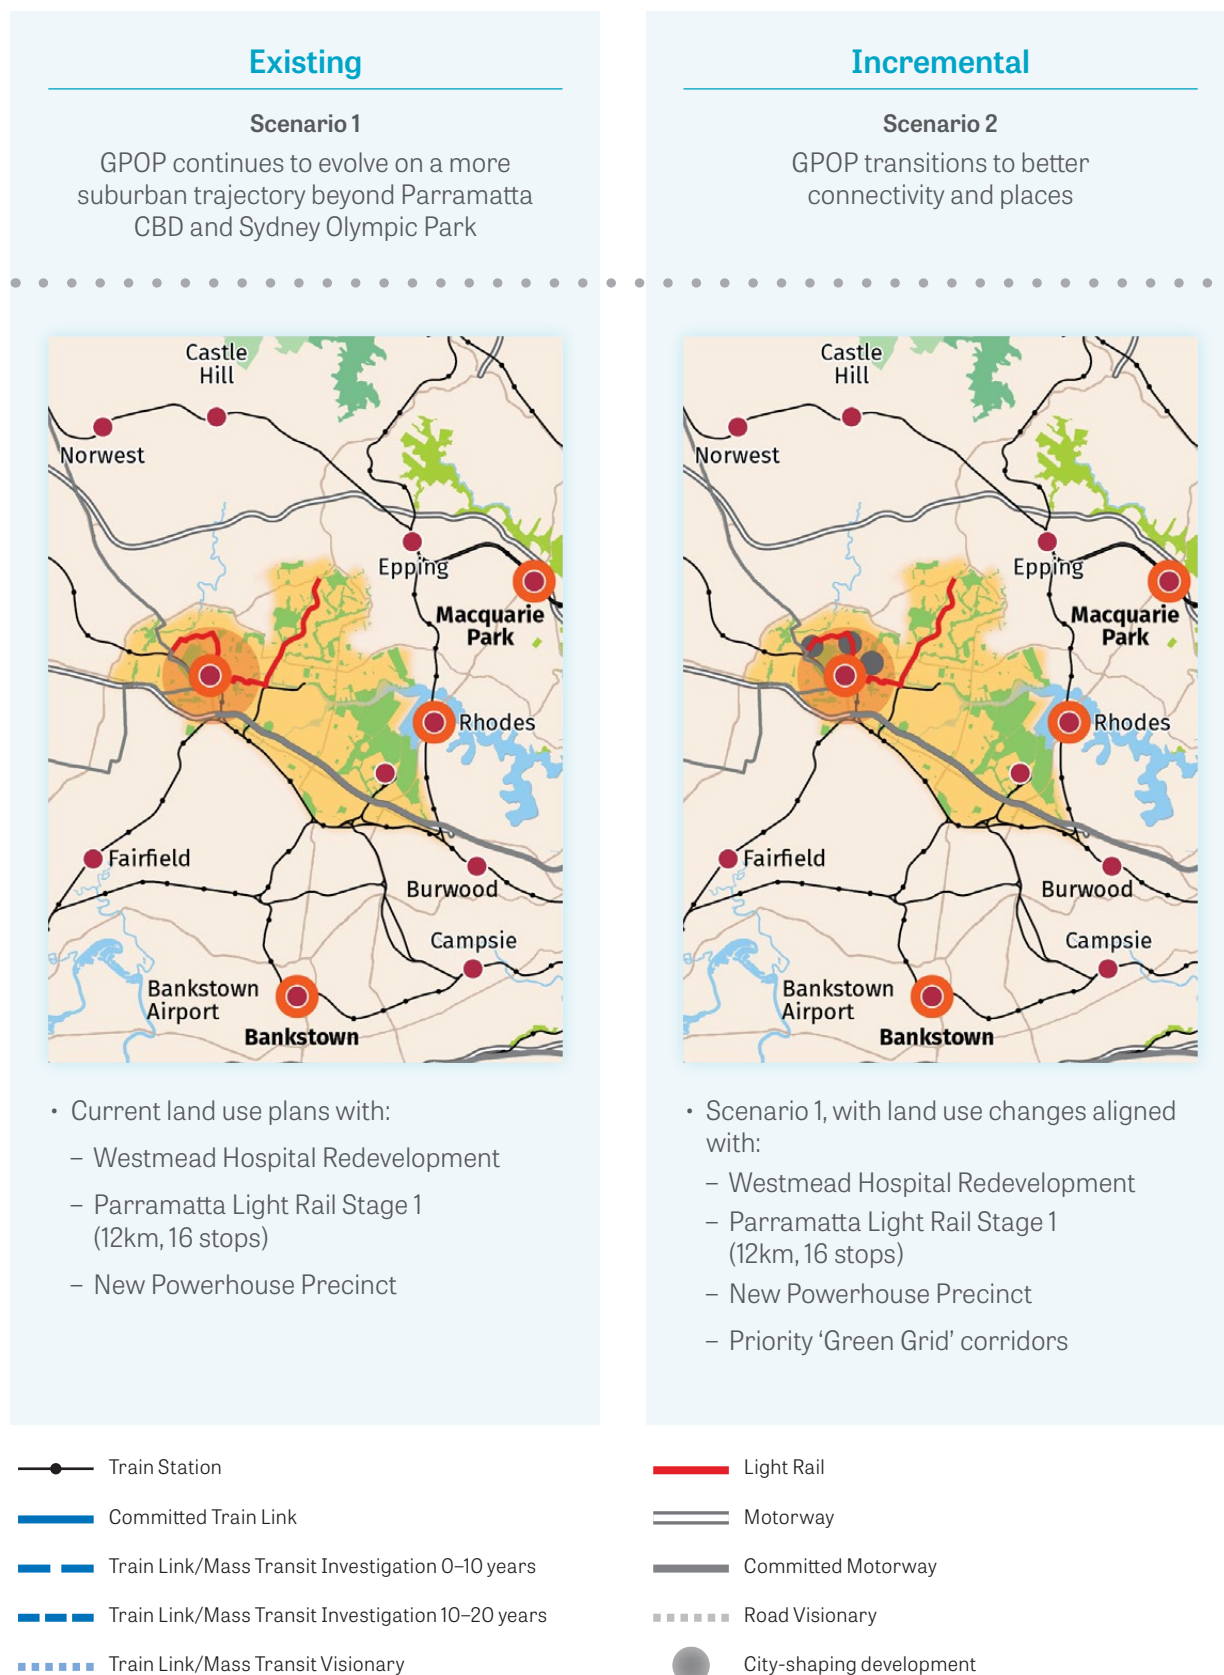 Existing
Scenario 1
GPOP continues to evolve on a more
suburban trajectory beyond Parramatta
CBD and Sydney Olympic Park
Castle
Hill
Norwest
Epping
Macquarie
Park
Rhodes
Fairfield
Burwood
Campsie
Bankstown
Airport
Bankstown
• Current land use plans with:
– Westmead Hospital Redevelopment
– Parramatta Light Rail Stage 1
(12km, 16 stops)
– New Powerhouse Precinct
Incremental
Scenario 2
GPOP transitions to better
connectivity and places
Castle
Hill
Norwest
Epping
Macquarie
Park
Rhodes
Fairfield
Burwood
Campsie
Bankstown
Airport
Bankstown
• Scenario 1, with land use changes aligned
with:
– Westmead Hospital Redevelopment
– Parramatta Light Rail Stage 1
(12km, 16 stops)
– New Powerhouse Precinct
– Priority ‘Green Grid’ corridors
Train Station
Committed Train Link
Train Link/Mass Transit Investigation 0–10 years
Train Link/Mass Transit Investigation 10–20 years
Train Link/Mass Transit Visionary
Light Rail
Motorway
Committed Motorway
Road Visionary
City-shaping development